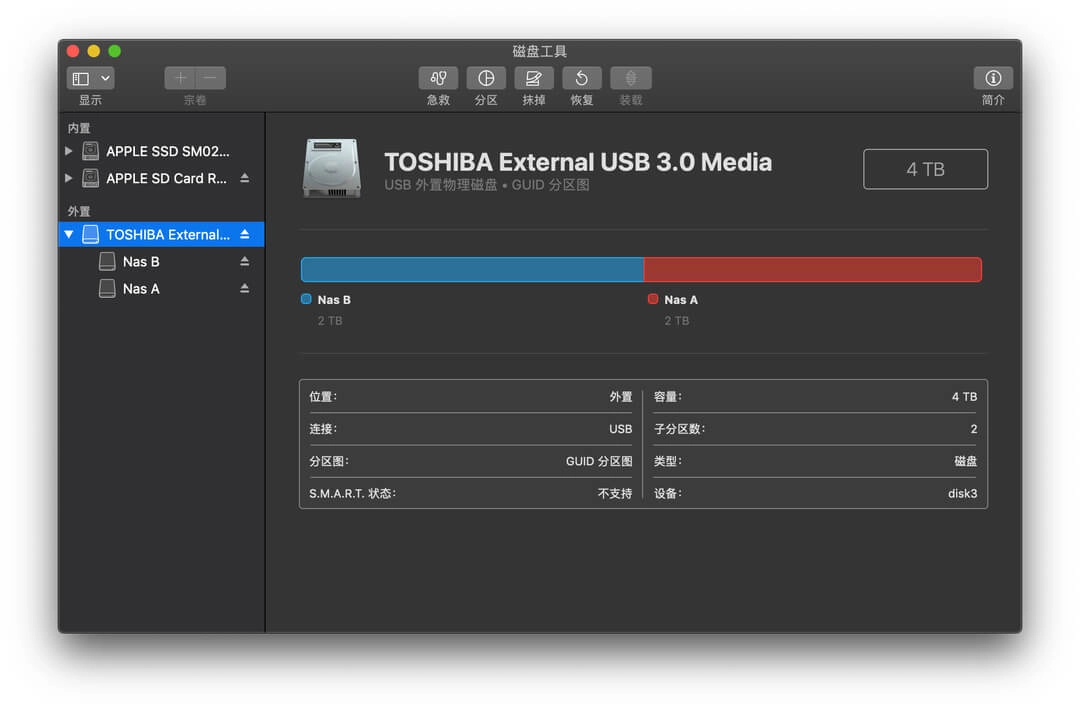 磁盘工具
显示
宗卷
急救
分区
抹掉
恢复
装载
简介
内置
APPLE SSD SM02...
APPLE SD Card R...
外置
TOSHIBA External...
Nas B
Nas A
TOSHIBA External USB 3.0 Media
USB 外置物理磁盘 • GUID 分区图
4 TB
Nas B
2 TB
Nas A
2 TB
位置: 外置
容量: 4 TB
连接: USB
子分区数: 2
分区图: GUID 分区图
类型: 磁盘
S.M.A.R.T. 状态: 不支持
设备: disk3